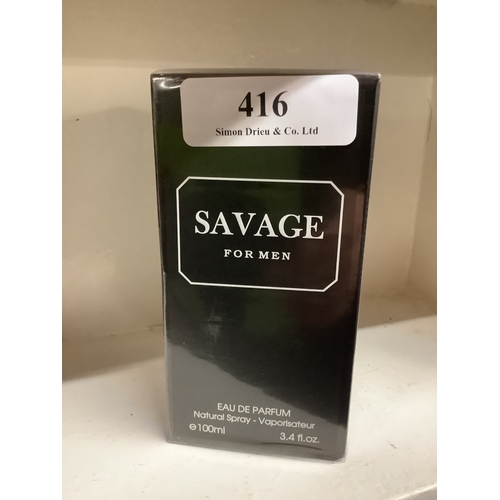 416
Simon Drieu & Co. Ltd
SAVAGE
FOR MEN
EAU DE PARFUM
Natural Spray - Vaporisateur
℮100ml 3.4 fl.oz.